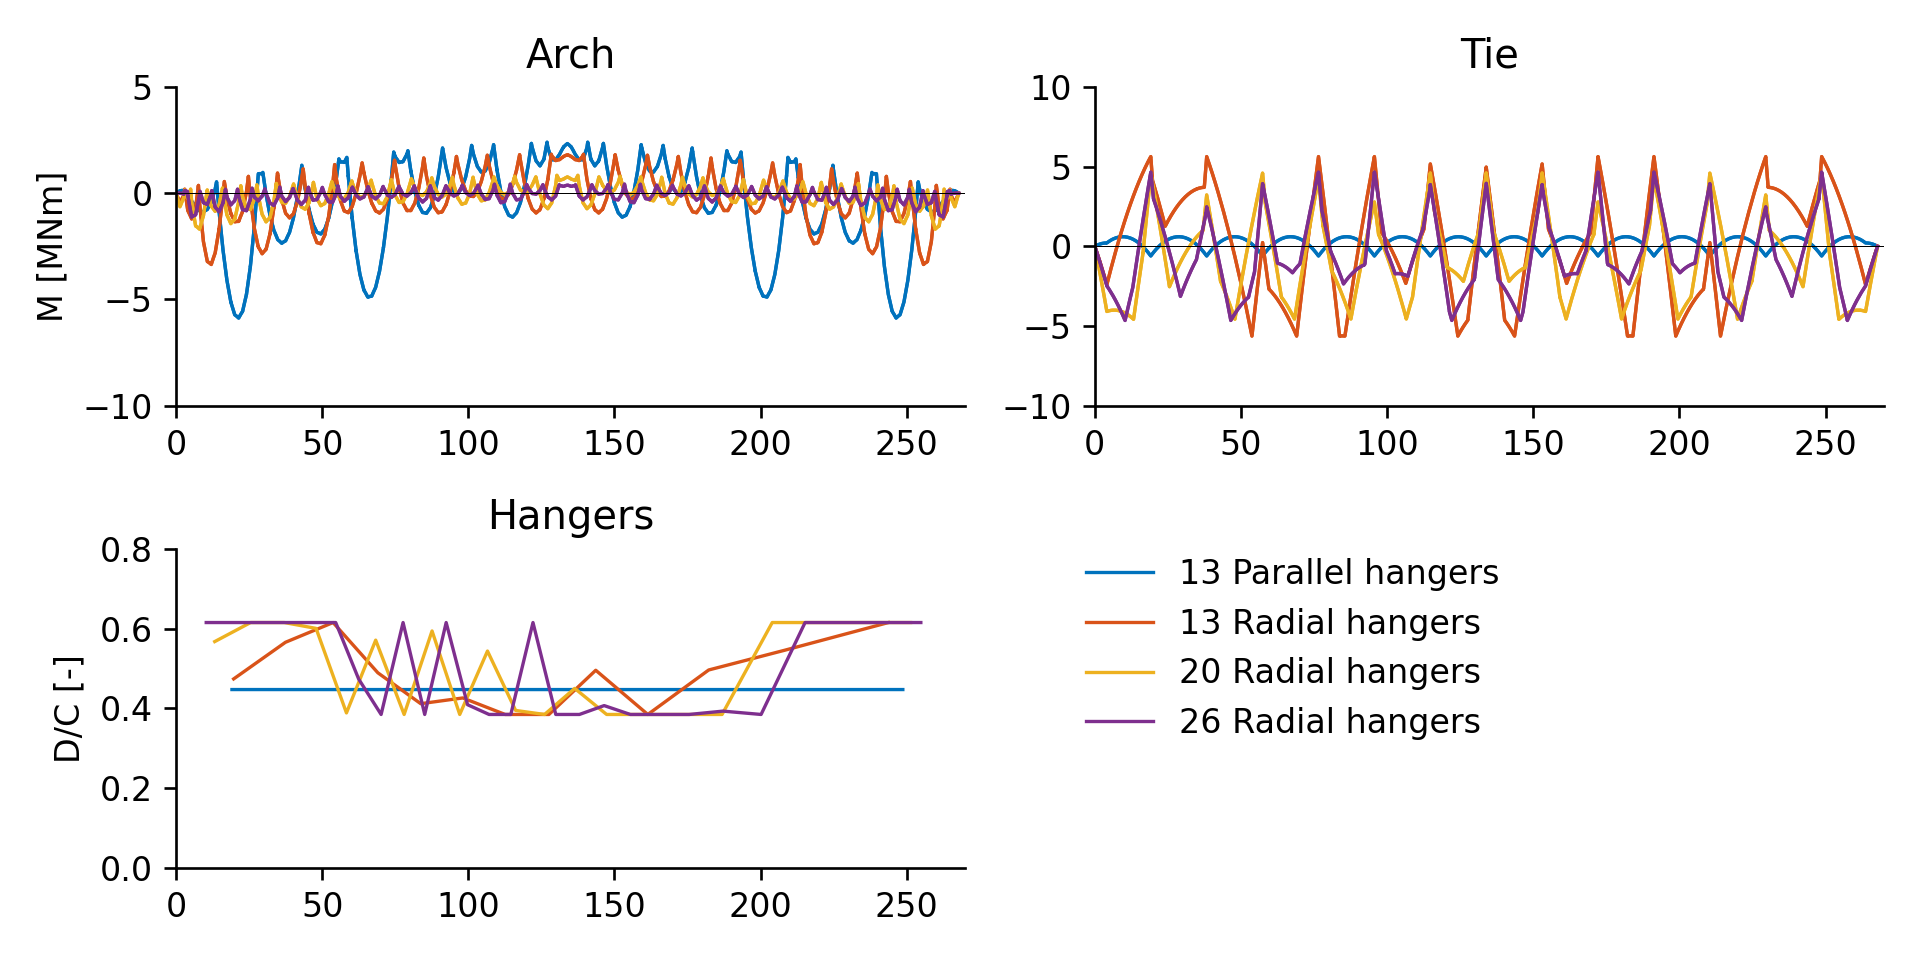 Arch
5
0
−5
−10
M [MNm]
0 50 100 150 200 250
Tie
10
5
0
−5
−10
0 50 100 150 200 250
Hangers
0.8
0.6
0.4
0.2
0.0
D/C [-]
0 50 100 150 200 250
13 Parallel hangers
13 Radial hangers
20 Radial hangers
26 Radial hangers